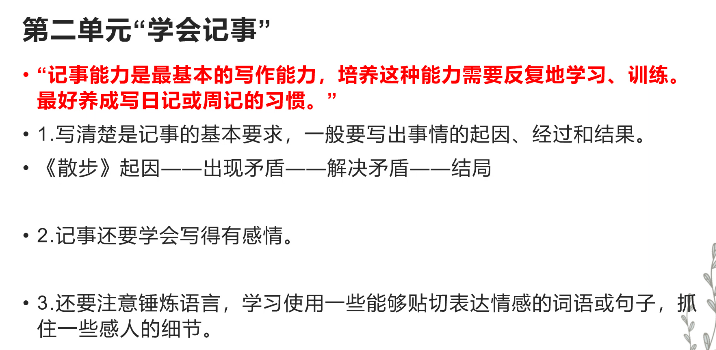 第二单元“学会记事”
• “记事能力是最基本的写作能力，培养这种能力需要反复地学习、训练。
最好养成写日记或周记的习惯。”
• 1.写清楚是记事的基本要求，一般要写出事情的起因、经过和结果。
• 《散步》起因——出现矛盾——解决矛盾——结局
• 2.记事还要学会写得有感情。
• 3.还要注意锤炼语言，学习使用一些能够贴切表达情感的词语或句子，抓
住一些感人的细节。